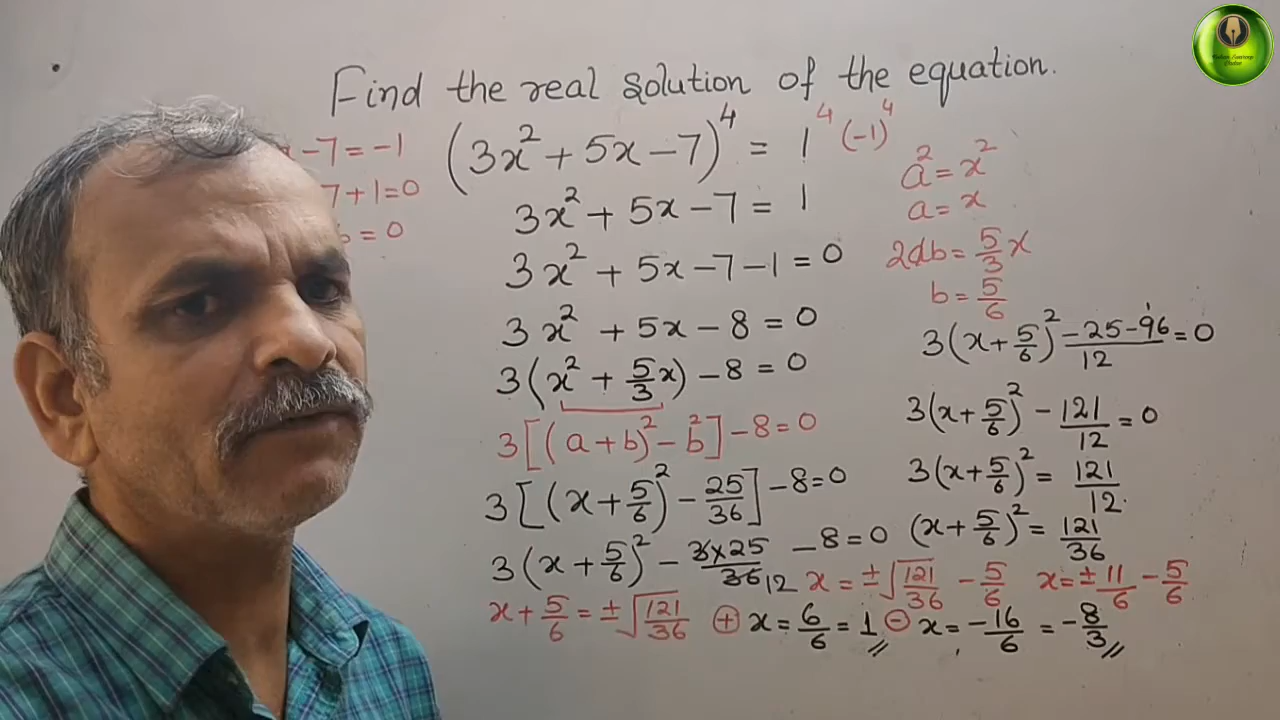 Find the real solution of the equation.
x - 7 = -1
7 + 1 = 0
6 = 0
(3x² + 5x - 7)⁴ = 1⁴ (-1)⁴
3x² + 5x - 7 = 1
3x² + 5x - 7 - 1 = 0
3x² + 5x - 8 = 0
3(x² + 5/3 x) - 8 = 0
3[(a + b)² - b²] - 8 = 0
3[(x + 5/6)² - 25/36] - 8 = 0
3(x + 5/6)² - 3×25/36 12 - 8 = 0
x + 5/6 = ±√121/36
a² = x²
a = x
2ab = 5/3 x
b = 5/6
3(x + 5/6)² -25-96/12 = 0
3(x + 5/6)² - 121/12 = 0
3(x + 5/6)² = 121/12
(x + 5/6)² = 121/36
x = ±√121/36 - 5/6 x = ±11/6 - 5/6
⊕ x = 6/6 = 1 ⊖ x = -16/6 = -8/3